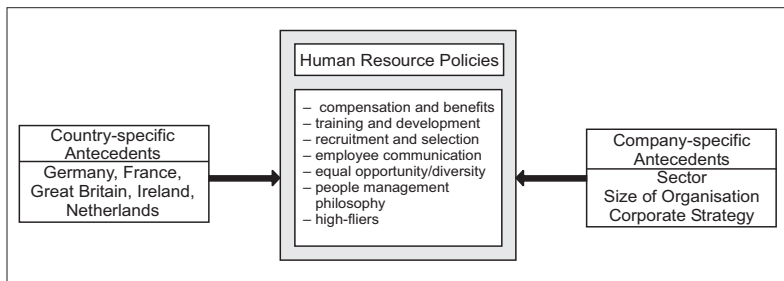 Human Resource Policies
– compensation and benefits
– training and development
– recruitment and selection
– employee communication
– equal opportunity/diversity
– people management
philosophy
– high-fliers
Country-specific
Antecedents
Germany, France,
Great Britain, Ireland,
Netherlands
Company-specific
Antecedents
Sector
Size of Organisation
Corporate Strategy